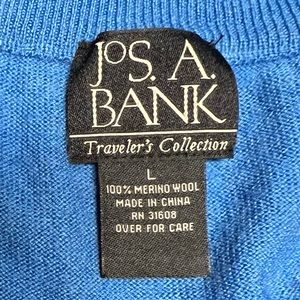 JOS. A.
BANK
Traveler's Collection
L
100% MERINO WOOL
MADE IN CHINA
RN 31608
OVER FOR CARE